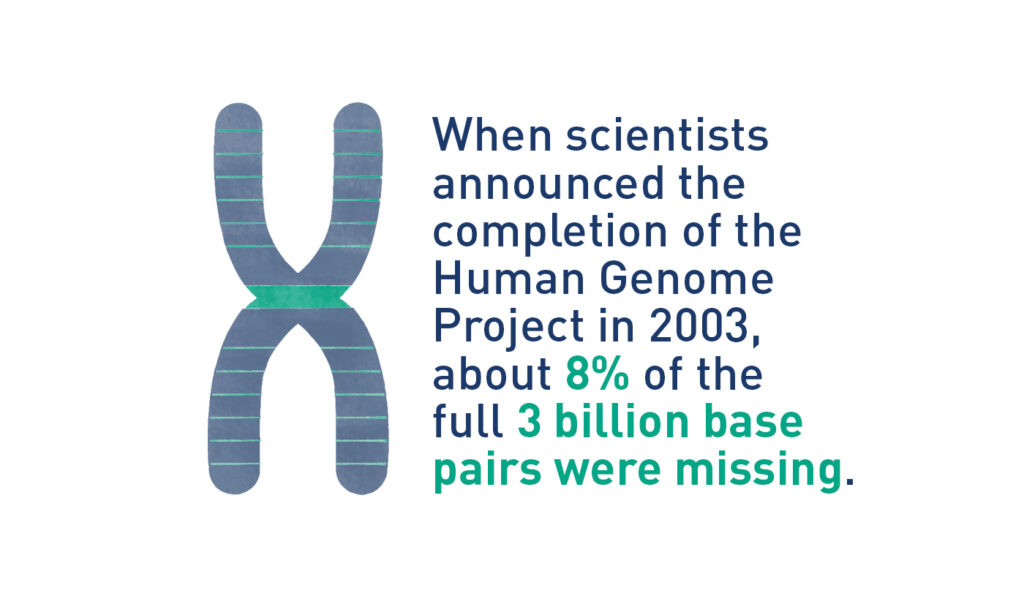 When scientists
announced the
completion of the
Human Genome
Project in 2003,
about 8% of the
full 3 billion base
pairs were missing.